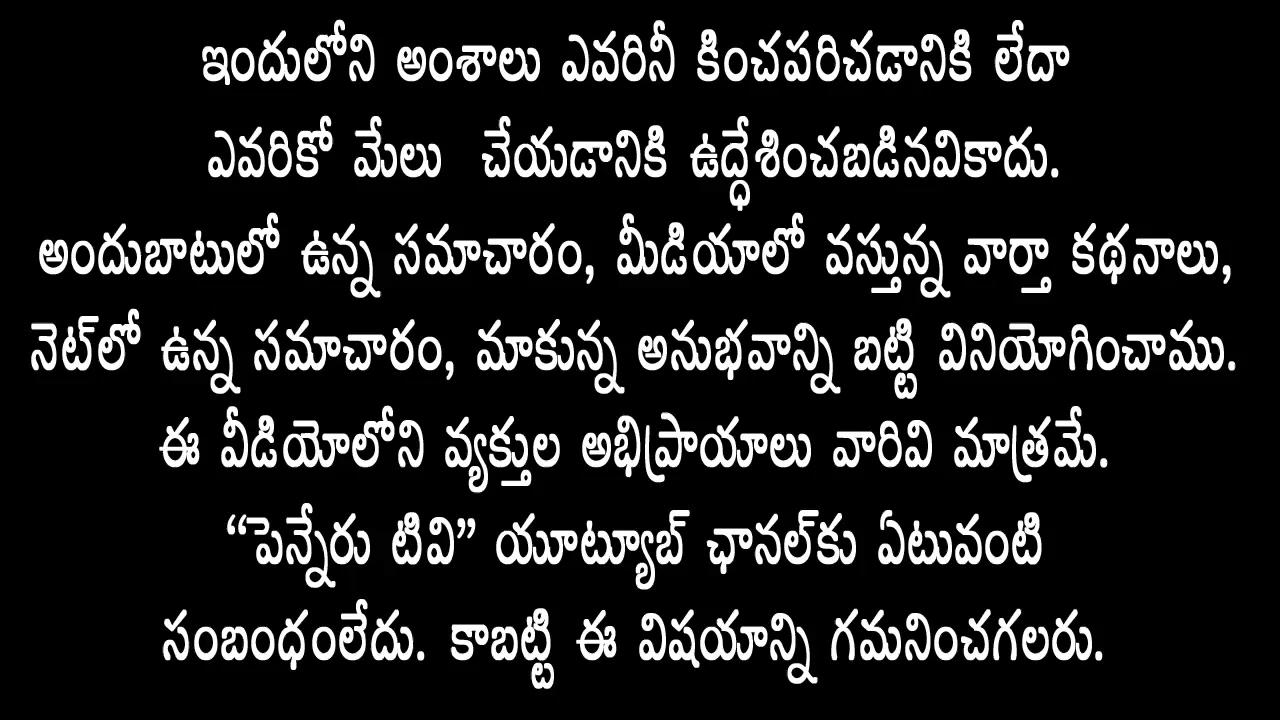 ఇందులోని అంశాలు ఎవరినీ కించపరిచడానికి లేదా
ఎవరికో మేలు చేయడానికి ఉద్ధేశించబడినవికాదు.
అందుబాటులో ఉన్న సమాచారం, మీడియాలో వస్తున్న వార్తా కథనాలు,
నెట్‌లో ఉన్న సమాచారం, మాకున్న అనుభవాన్ని బట్టి వినియోగించాము.
ఈ వీడియోలోని వ్యక్తుల అభిప్రాయాలు వారివి మాత్రమే.
“పెన్నేరు టివి” యూట్యూబ్ ఛానల్‌కు ఏటువంటి
సంబంధంలేదు. కాబట్టి ఈ విషయాన్ని గమనించగలరు.